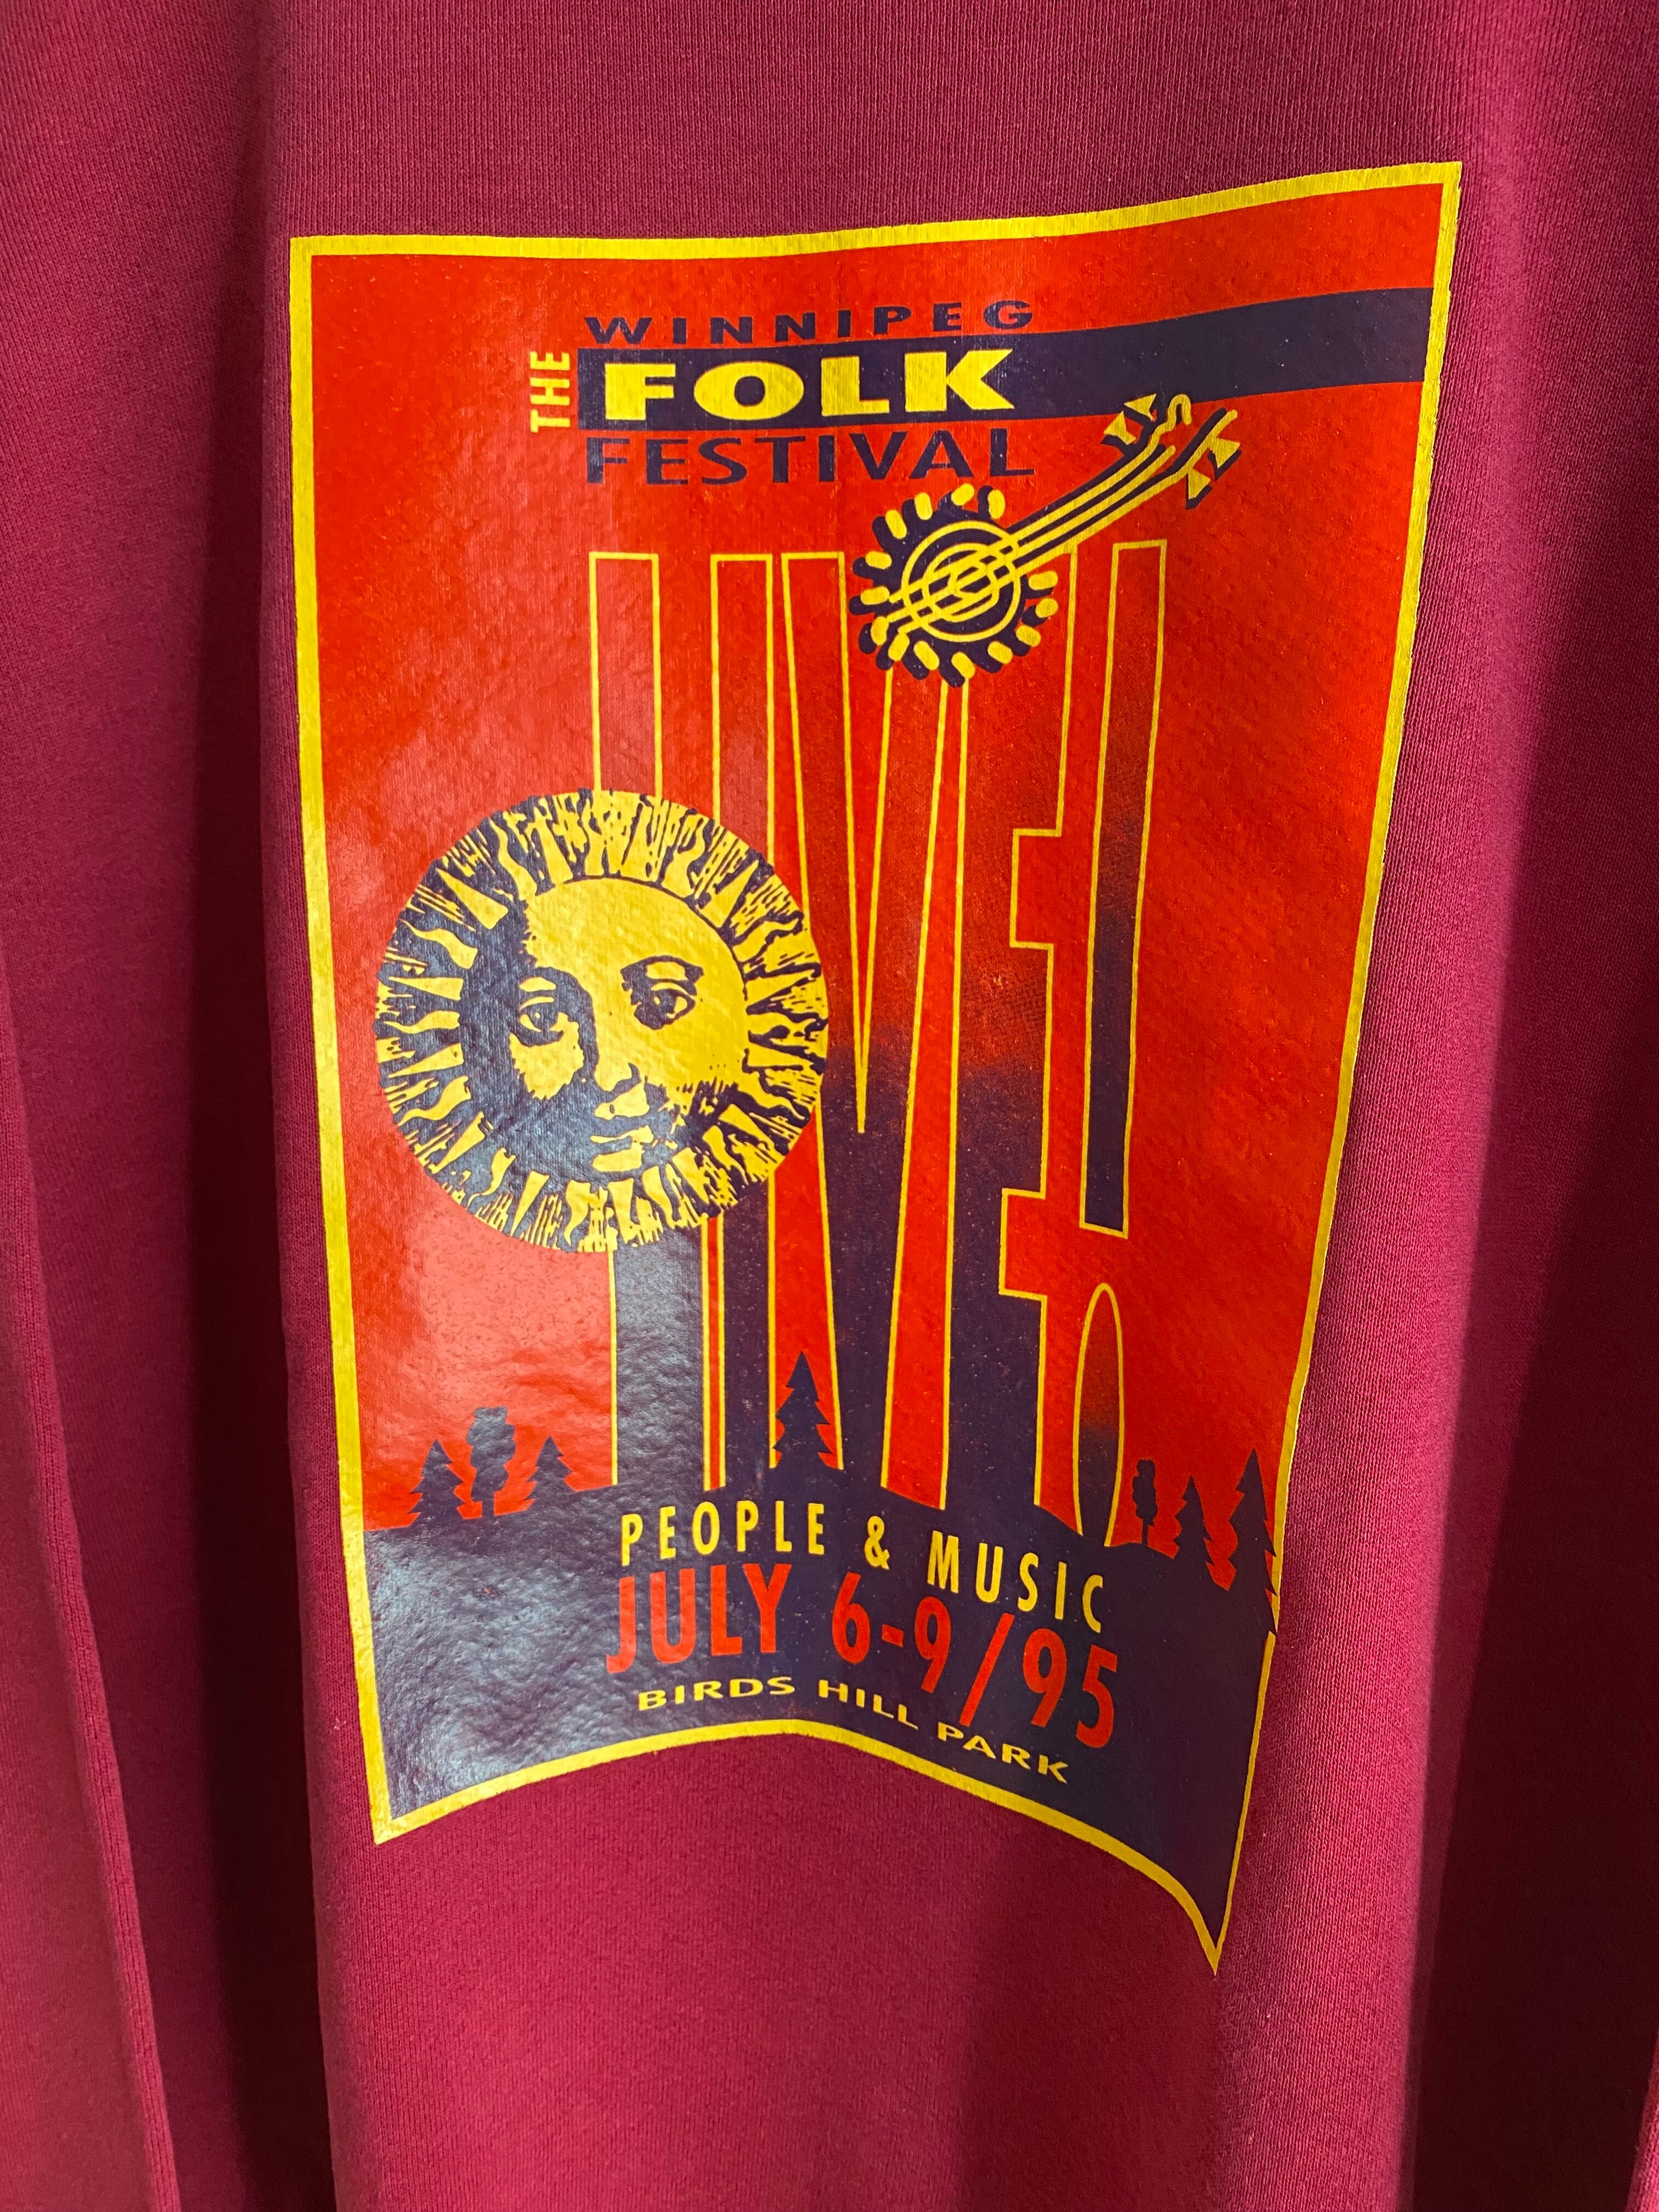 WINNIPEG
THE FOLK
FESTIVAL
LIVE!
PEOPLE & MUSIC
JULY 6-9/95
BIRDS HILL PARK